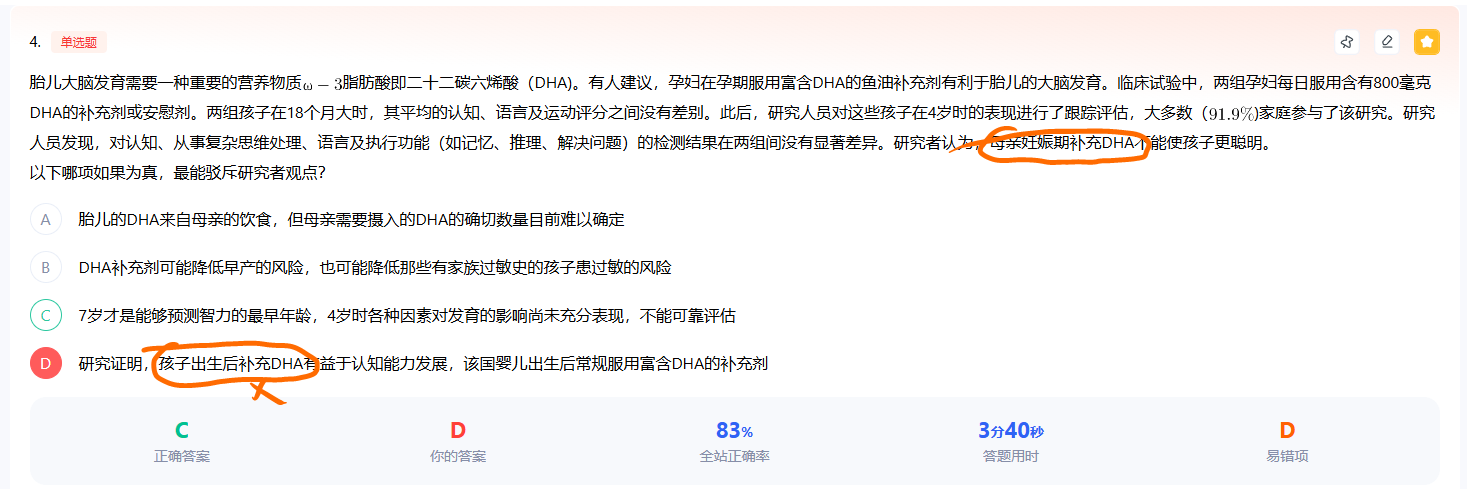 4. 单选题
胎儿大脑发育需要一种重要的营养物质ω－3脂肪酸即二十二碳六烯酸（DHA）。有人建议，孕妇在孕期服用富含DHA的鱼油补充剂有利于胎儿的大脑发育。临床试验中，两组孕妇每日服用含有800毫克
DHA的补充剂或安慰剂。两组孩子在18个月大时，其平均的认知、语言及运动评分之间没有差别。此后，研究人员对这些孩子在4岁时的表现进行了跟踪评估，大多数（91.9%)家庭参与了该研究。研究
人员发现，对认知、从事复杂思维处理、语言及执行功能（如记忆、推理、解决问题）的检测结果在两组间没有显著差异。研究者认为，母亲妊娠期补充DHA不能使孩子更聪明。
以下哪项如果为真，最能驳斥研究者观点？
A 胎儿的DHA来自母亲的饮食，但母亲需要摄入的DHA的确切数量目前难以确定
B DHA补充剂可能降低早产的风险，也可能降低那些有家族过敏史的孩子患过敏的风险
C 7岁才是能够预测智力的最早年龄，4岁时各种因素对发育的影响尚未充分表现，不能可靠评估
D 研究证明，孩子出生后补充DHA有益于认知能力发展，该国婴儿出生后常规服用富含DHA的补充剂
C D 83% 3分40秒 D
正确答案 你的答案 全站正确率 答题用时 易错项